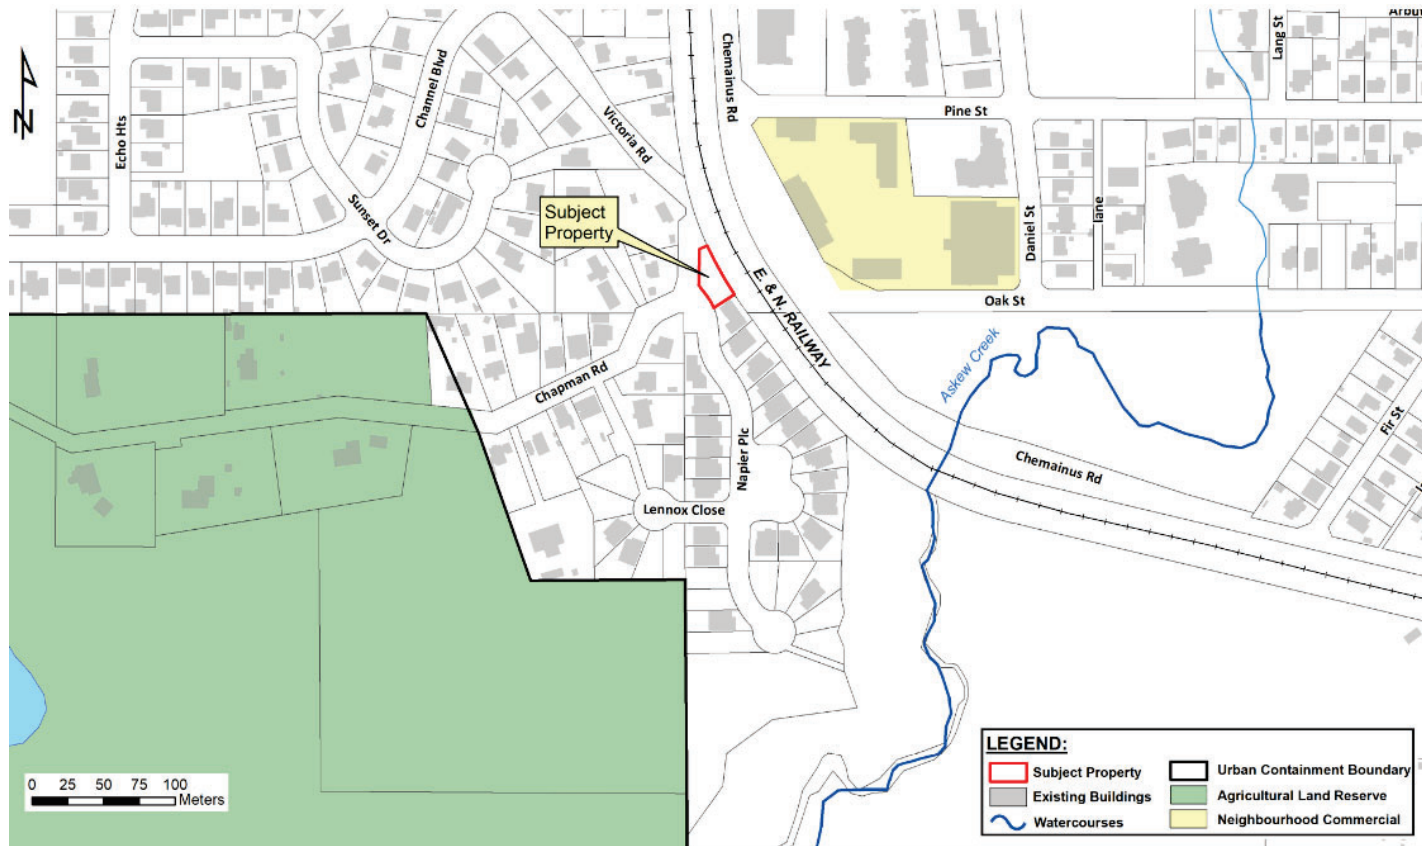 Arbu
Lang St
Chemainus Rd
Channel Blvd
N
Pine St
Victoria Rd
Echo Hts
Subject
Property
Sunset Dr
Daniel St
lane
E. & N. RAILWAY
Oak St
Askew Creek
Chapman Rd
Fir St
Napier Plc
Chemainus Rd
Lennox Close
LEGEND:
Subject Property
Urban Containment Boundary
Existing Buildings
Agricultural Land Reserve
Watercourses
Neighbourhood Commercial
0 25 50 75 100
Meters